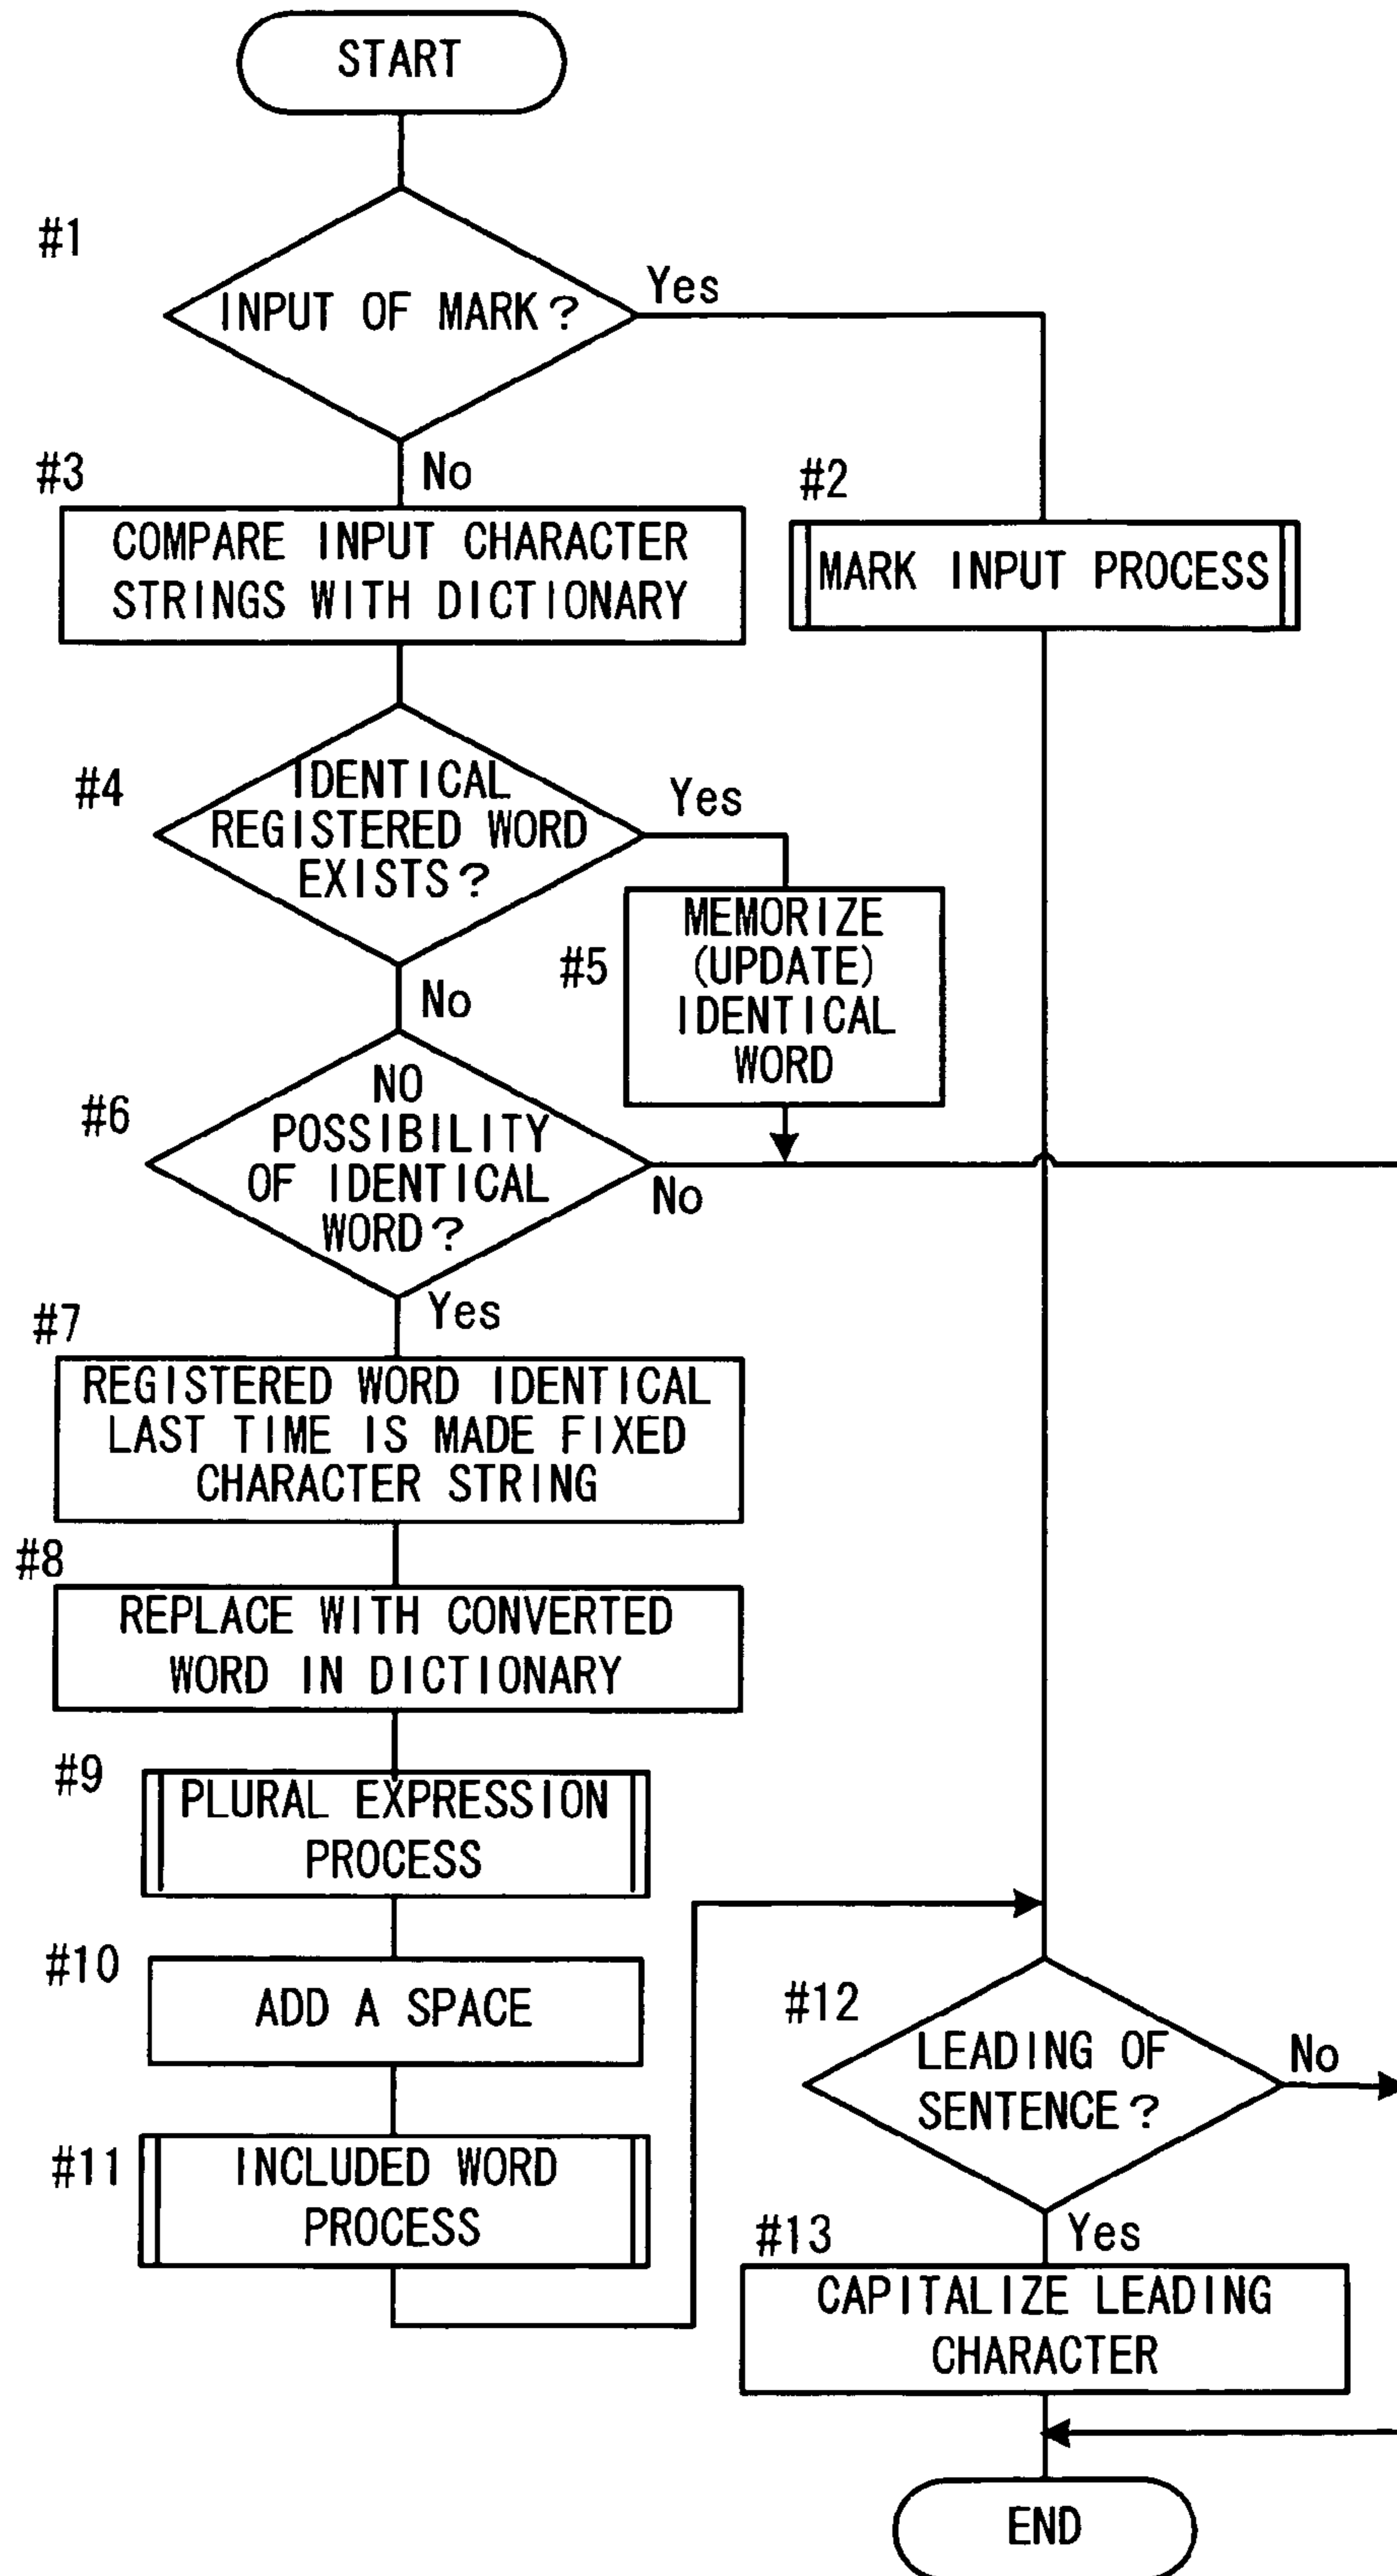 START
#1
INPUT OF MARK?
Yes
No
#3
COMPARE INPUT CHARACTER
STRINGS WITH DICTIONARY
#2
MARK INPUT PROCESS
#4
IDENTICAL
REGISTERED WORD
EXISTS?
Yes
No
#5
MEMORIZE
(UPDATE)
IDENTICAL
WORD
#6
NO
POSSIBILITY
OF IDENTICAL
WORD?
No
Yes
#7
REGISTERED WORD IDENTICAL
LAST TIME IS MADE FIXED
CHARACTER STRING
#8
REPLACE WITH CONVERTED
WORD IN DICTIONARY
#9
PLURAL EXPRESSION
PROCESS
#10
ADD A SPACE
#11
INCLUDED WORD
PROCESS
#12
LEADING OF
SENTENCE?
No
Yes
#13
CAPITALIZE LEADING
CHARACTER
END